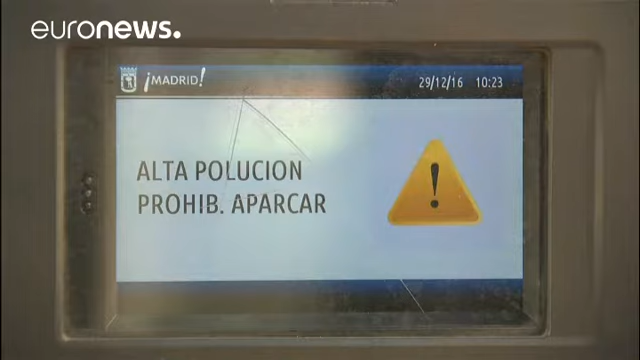 euronews.
¡MADRID!
29/12/16 10:23
ALTA POLUCION
PROHIB. APARCAR
!